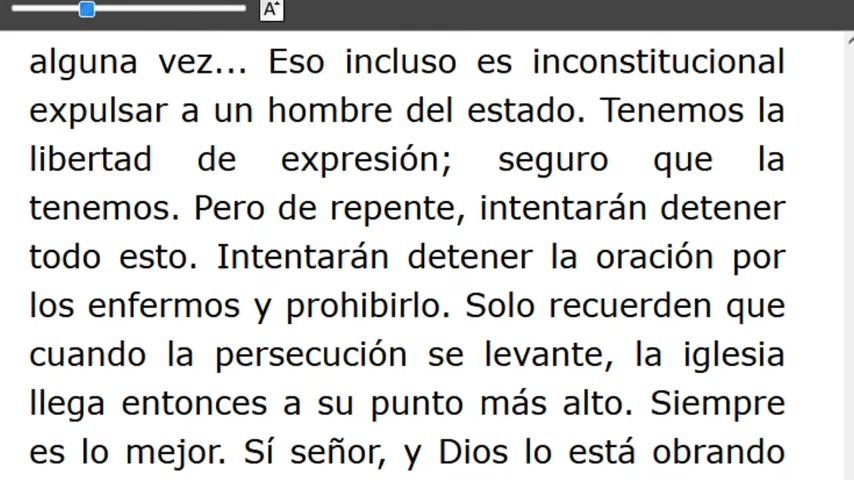 A
alguna vez... Eso incluso es inconstitucional
expulsar a un hombre del estado. Tenemos la
libertad de expresión; seguro que la
tenemos. Pero de repente, intentarán detener
todo esto. Intentarán detener la oración por
los enfermos y prohibirlo. Solo recuerden que
cuando la persecución se levante, la iglesia
llega entonces a su punto más alto. Siempre
es lo mejor. Sí señor, y Dios lo está obrando